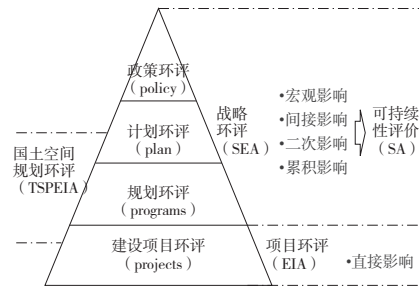 政策环评
(policy)
计划环评
(plan)
规划环评
(programs)
建设项目环评
(projects)
国土空间
规划环评
(TSPEIA)
战略
环评
(SEA)
•宏观影响
•间接影响
•二次影响
•累积影响
可持续
性评价
(SA)
项目环评
(EIA)
•直接影响